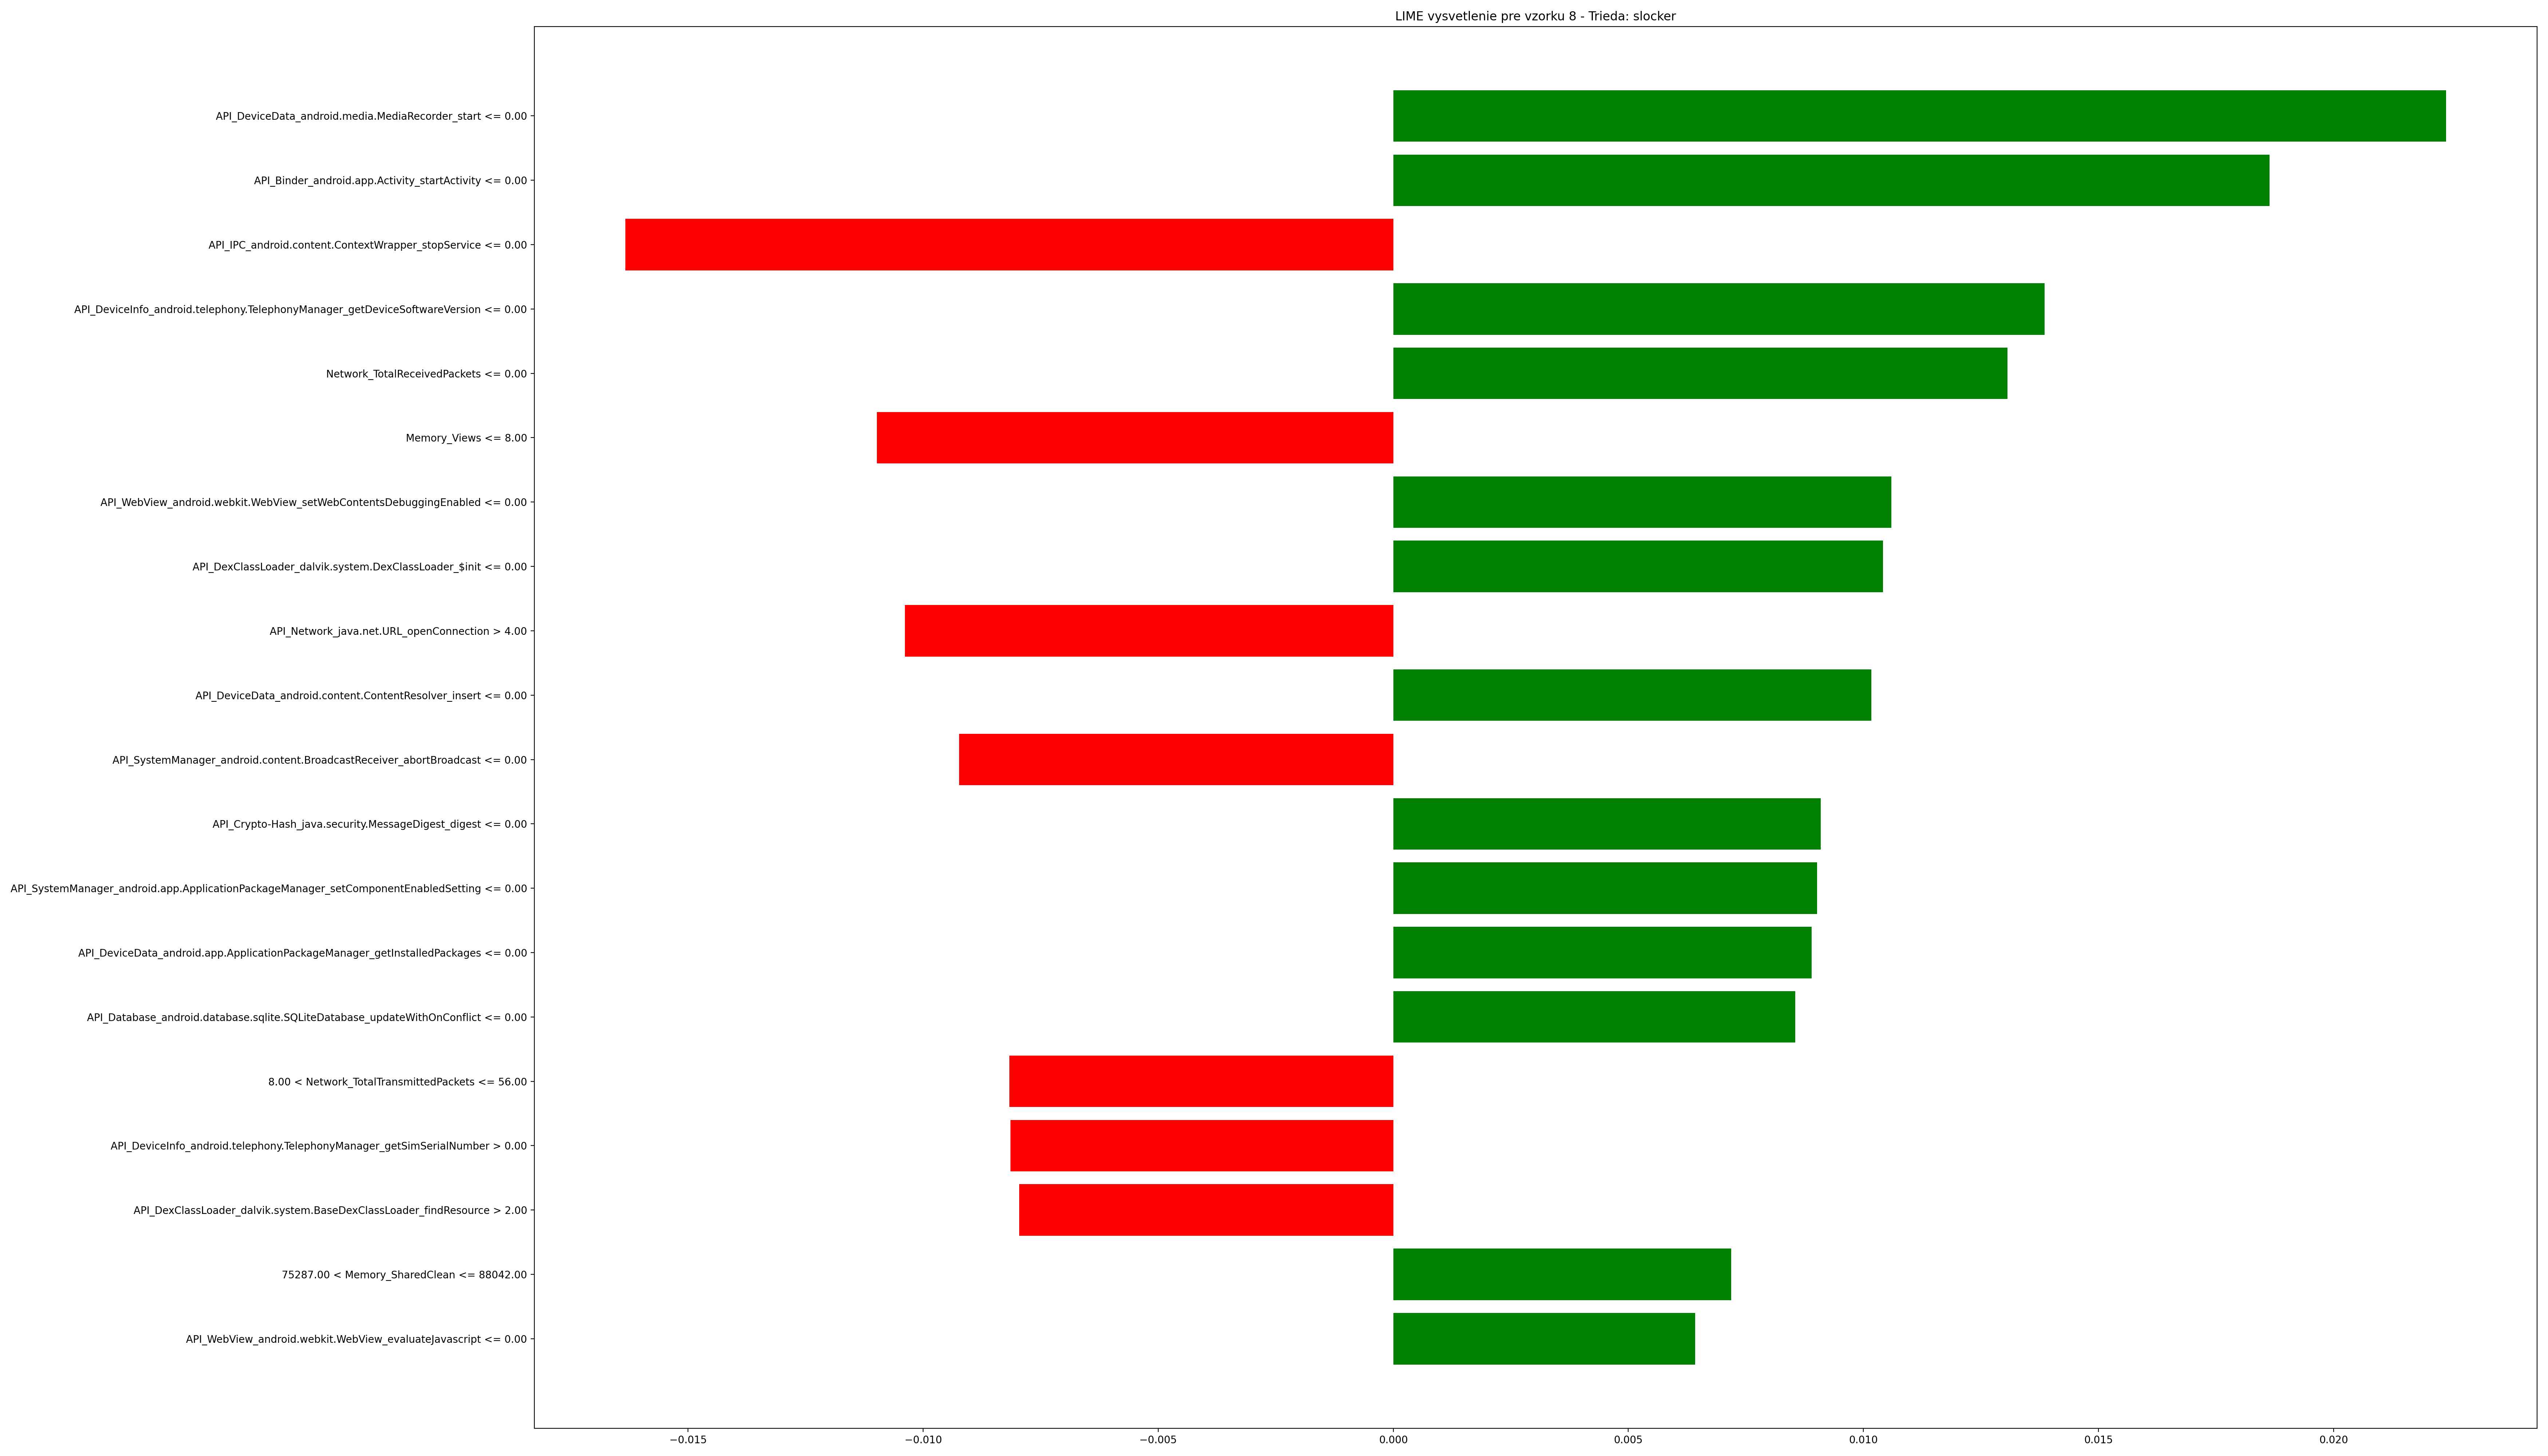 LIME vysvetlenie pre vzorku 8 - Trieda: slocker
API_DeviceData_android.media.MediaRecorder_start <= 0.00
API_Binder_android.app.Activity_startActivity <= 0.00
API_IPC_android.content.ContextWrapper_stopService <= 0.00
API_DeviceInfo_android.telephony.TelephonyManager_getDeviceSoftwareVersion <= 0.00
Network_TotalReceivedPackets <= 0.00
Memory_Views <= 8.00
API_WebView_android.webkit.WebView_setWebContentsDebuggingEnabled <= 0.00
API_DexClassLoader_dalvik.system.DexClassLoader_$init <= 0.00
API_Network_java.net.URL_openConnection > 4.00
API_DeviceData_android.content.ContentResolver_insert <= 0.00
API_SystemManager_android.content.BroadcastReceiver_abortBroadcast <= 0.00
API_Crypto-Hash_java.security.MessageDigest_digest <= 0.00
API_SystemManager_android.app.ApplicationPackageManager_setComponentEnabledSetting <= 0.00
API_DeviceData_android.app.ApplicationPackageManager_getInstalledPackages <= 0.00
API_Database_android.database.sqlite.SQLiteDatabase_updateWithOnConflict <= 0.00
8.00 < Network_TotalTransmittedPackets <= 56.00
API_DeviceInfo_android.telephony.TelephonyManager_getSimSerialNumber > 0.00
API_DexClassLoader_dalvik.system.BaseDexClassLoader_findResource > 2.00
75287.00 < Memory_SharedClean <= 88042.00
API_WebView_android.webkit.WebView_evaluateJavascript <= 0.00
−0.015 −0.010 −0.005 0.000 0.005 0.010 0.015 0.020